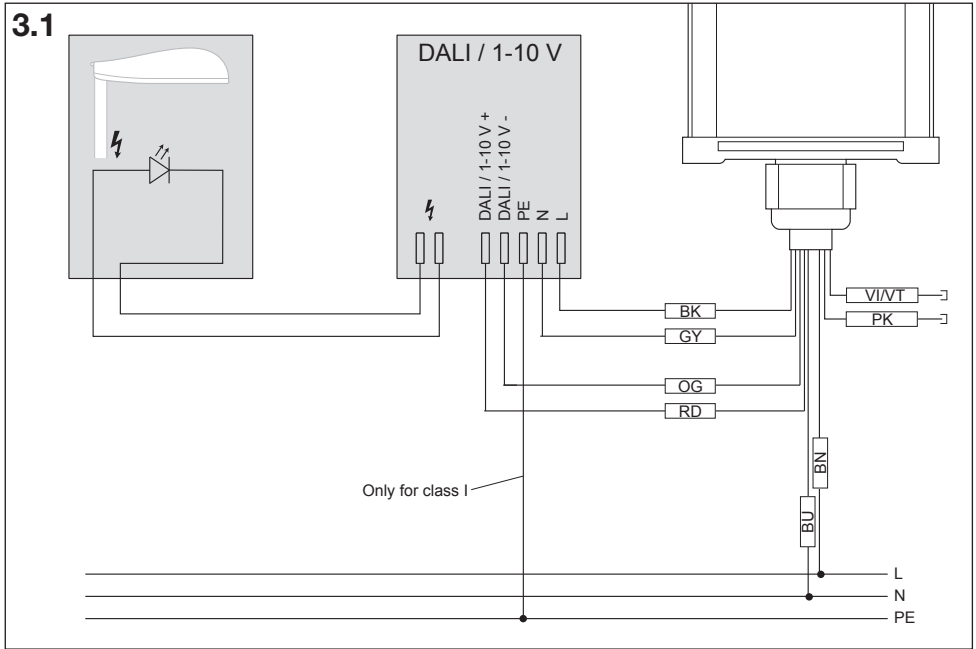 3.1
DALI / 1-10 V
DALI / 1-10 V +
DALI / 1-10 V -
PE
N
L
VI/VT
PK
BK
GY
OG
RD
BN
BU
Only for class I
L
N
PE